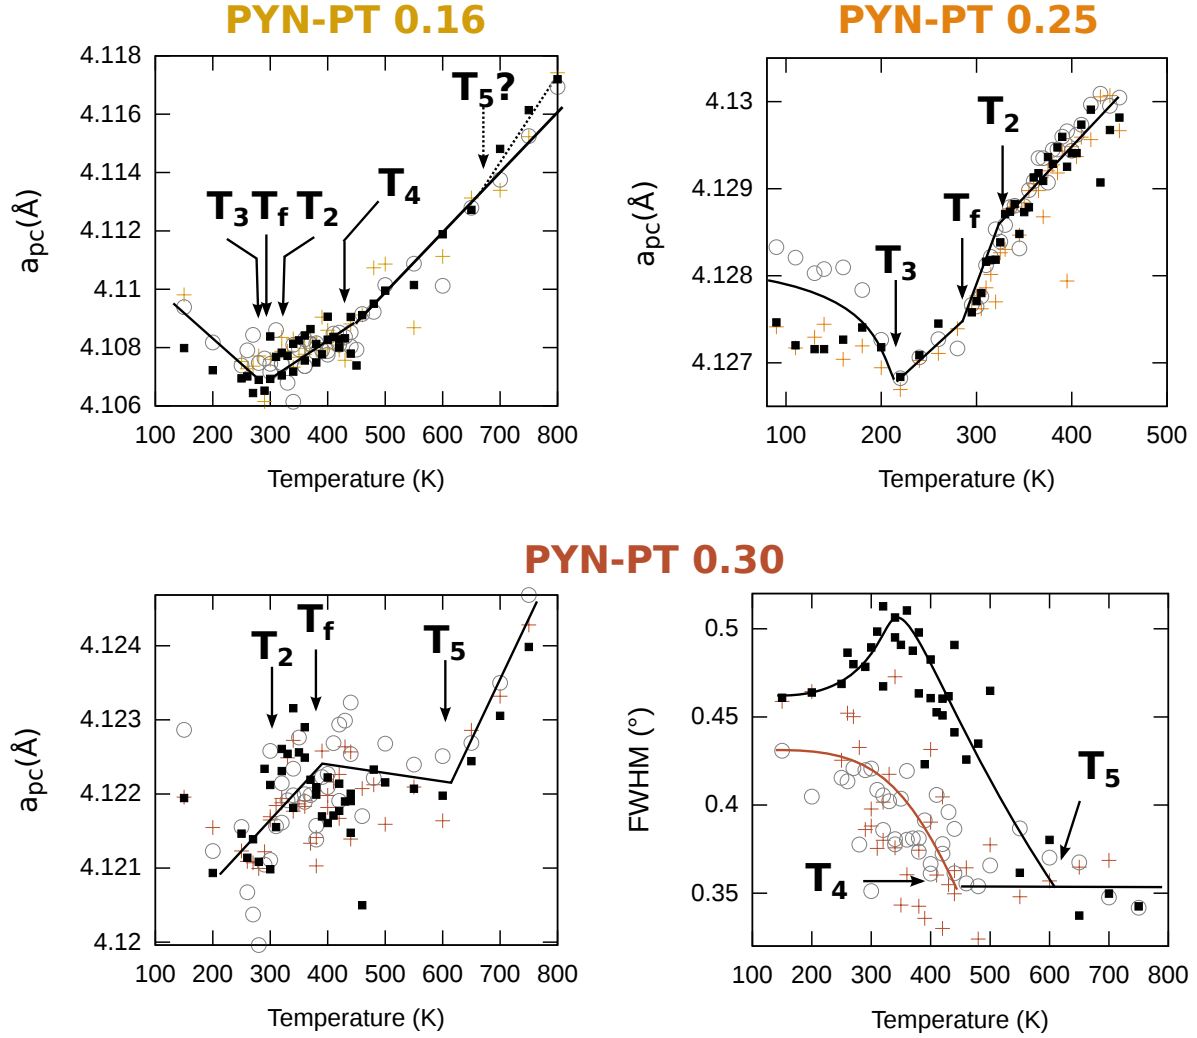 PYN-PT 0.16
4.118
4.116
4.114
4.112
4.11
4.108
4.106
apc(Å)
T3 Tf T2
T4
T5?
100 200 300 400 500 600 700 800
Temperature (K)
PYN-PT 0.25
4.13
4.129
4.128
4.127
apc(Å)
T3
Tf
T2
100 200 300 400 500
Temperature (K)
PYN-PT 0.30
4.124
4.123
4.122
4.121
4.12
apc(Å)
T2
Tf
T5
100 200 300 400 500 600 700 800
Temperature (K)
0.5
0.45
0.4
0.35
FWHM (°)
T5
T4
100 200 300 400 500 600 700 800
Temperature (K)